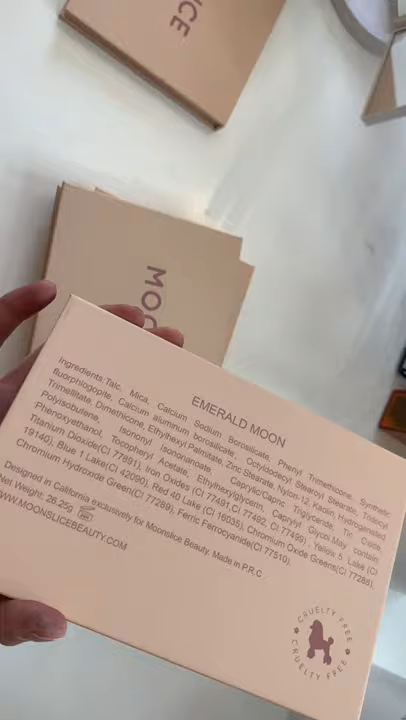 ICE
MOO
EMERALD MOON
Ingredients:Talc, Mica, Calcium Sodium Borosilicate, Phenyl Trimethicone, Synthetic
fluorphlogopite, Calcium aluminum borosilicate, Octyldodecyl Stearoyl Stearate, Tridecyl
Trimellitate, Dimethicone, Ethylhexyl Palmitate, Zinc Stearate, Nylon-12, Kaolin, Hydrogenated
Polyisobutene, Isononyl Isononanoate, Caprylic/Capric Triglyceride, Tin Oxide,
Phenoxyethanol, Tocopheryl Acetate, Ethylhexylglycerin, Caprylyl Glycol.May contain:
Titanium Dioxide(CI 77891), Iron Oxides (CI 77491,CI 77492, CI 77499), Yellow 5 Lake (CI
19140), Blue 1 Lake(CI 42090), Red 40 Lake (CI 16035), Chromium Oxide Greens(CI 77288),
Chromium Hydroxide Green(CI 77289), Ferric Ferrocyanide(CI 77510).
Designed in California exclusively for Moonslice Beauty. Made in P.R.C
Net Weight: 26.25g
WWW.MOONSLICEBEAUTY.COM
CRUELTY FREE
CRUELTY FREE